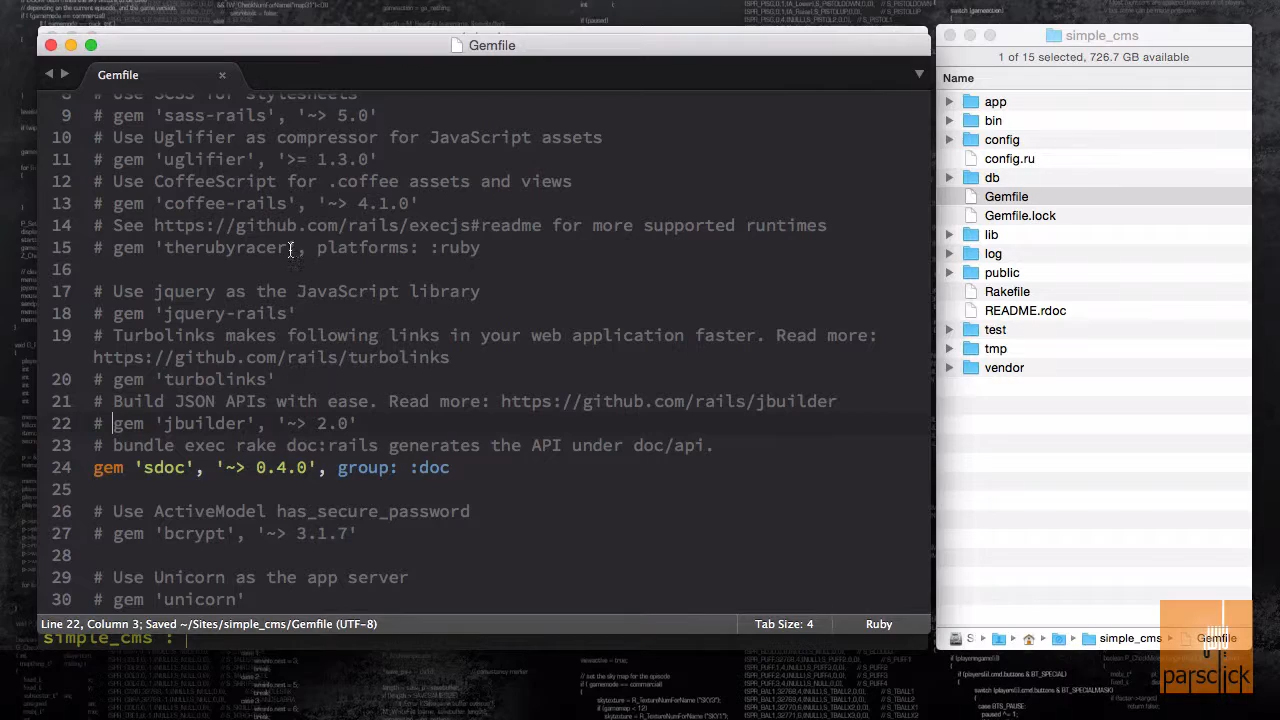 Gemfile
simple_cms
1 of 15 selected, 726.7 GB available
Gemfile
Name
8 # Use SCSS for stylesheets
9 # gem 'sass-rails', '~> 5.0'
10 # Use Uglifier as compressor for JavaScript assets
11 # gem 'uglifier', '>= 1.3.0'
12 # Use CoffeeScript for .coffee assets and views
13 # gem 'coffee-rails', '~> 4.1.0'
14 # See https://github.com/rails/execjs#readme for more supported runtimes
15 # gem 'therubyracer', platforms: :ruby
16
17 # Use jquery as the JavaScript library
18 # gem 'jquery-rails'
19 # Turbolinks makes following links in your web application faster. Read more:
https://github.com/rails/turbolinks
20 # gem 'turbolinks'
21 # Build JSON APIs with ease. Read more: https://github.com/rails/jbuilder
22 # gem 'jbuilder', '~> 2.0'
23 # bundle exec rake doc:rails generates the API under doc/api.
24 gem 'sdoc', '~> 0.4.0', group: :doc
25
26 # Use ActiveModel has_secure_password
27 # gem 'bcrypt', '~> 3.1.7'
28
29 # Use Unicorn as the app server
30 # gem 'unicorn'
Line 22, Column 3; Saved ~/Sites/simple_cms/Gemfile (UTF-8)
Tab Size: 4
Ruby
simple_cms :
app
bin
config
config.ru
db
Gemfile
Gemfile.lock
lib
log
public
Rakefile
README.rdoc
test
tmp
vendor
S
simple_cms
Gemfile
parsclick